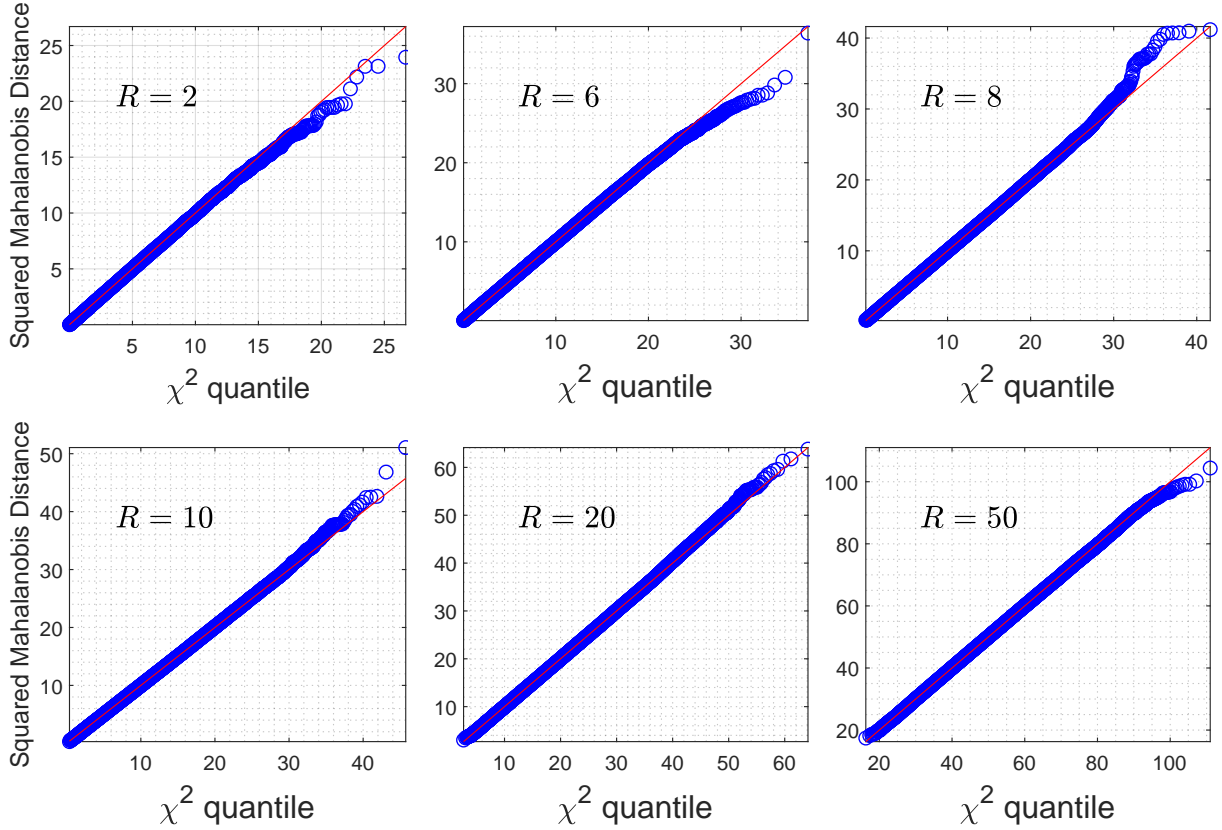 Squared Mahalanobis Distance
25
20
15
10
5
R = 2
5 10 15 20 25
χ² quantile
30
20
10
R = 6
10 20 30
χ² quantile
40
30
20
10
R = 8
10 20 30 40
χ² quantile
Squared Mahalanobis Distance
50
40
30
20
10
R = 10
10 20 30 40
χ² quantile
60
50
40
30
20
10
R = 20
10 20 30 40 50 60
χ² quantile
100
80
60
40
20
R = 50
20 40 60 80 100
χ² quantile